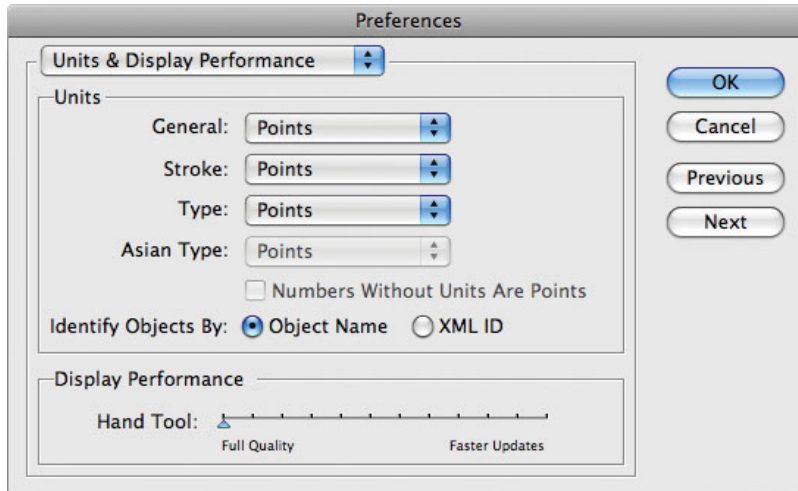 Preferences
Units & Display Performance
OK
Units
General: Points
Cancel
Stroke: Points
Previous
Type: Points
Next
Asian Type: Points
Numbers Without Units Are Points
Identify Objects By: Object Name XML ID
Display Performance
Hand Tool:
Full Quality Faster Updates